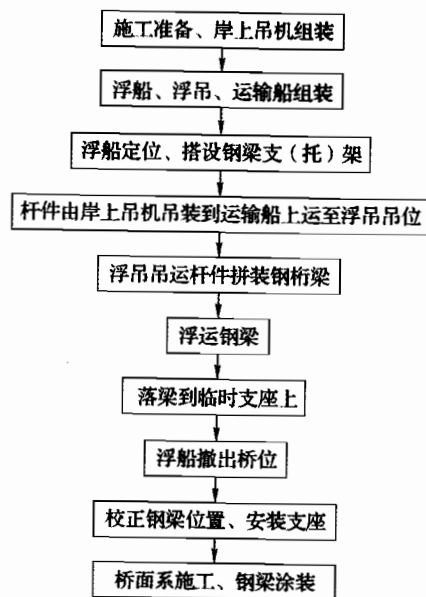 施工准备、岸上吊机组装
浮船、浮吊、运输船组装
浮船定位、搭设钢梁支(托)架
杆件由岸上吊机吊装到运输船上运至浮吊吊位
浮吊吊运杆件拼装钢桁梁
浮运钢梁
落梁到临时支座上
浮船撤出桥位
校正钢梁位置、安装支座
桥面系施工、钢梁涂装